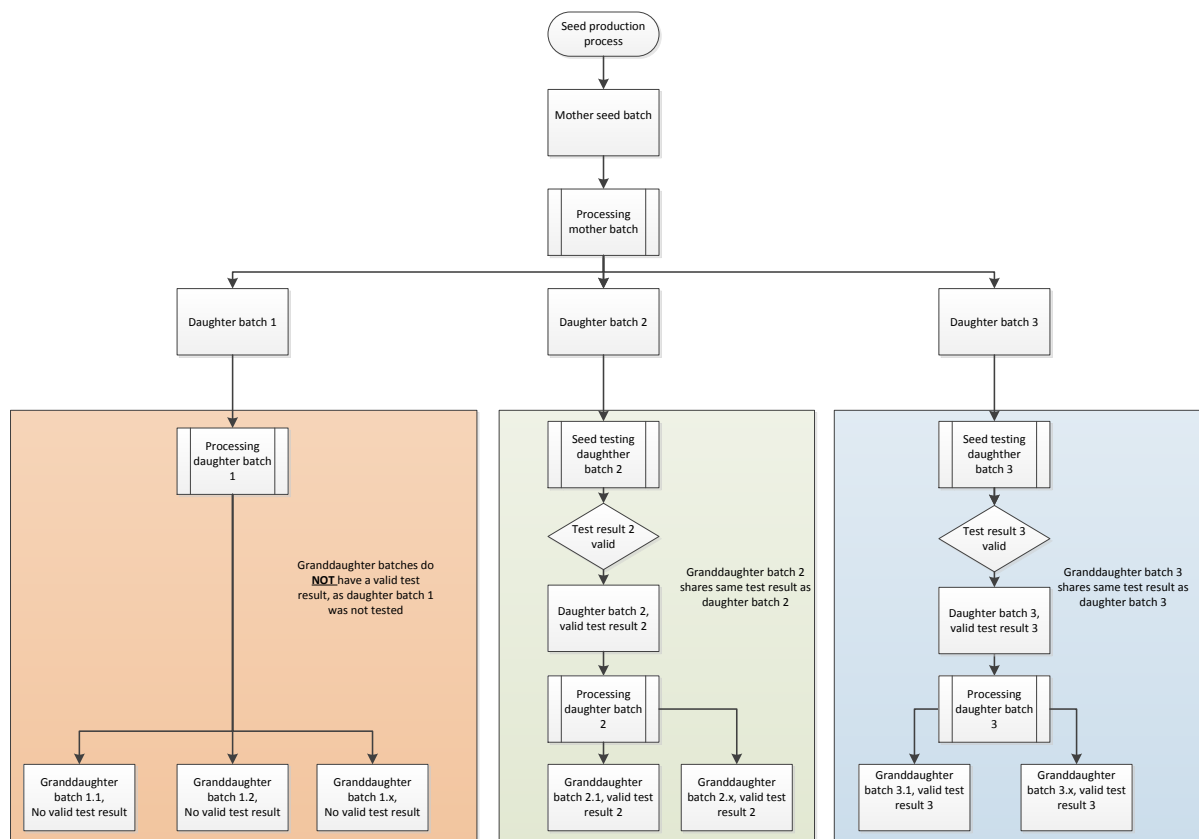 Seed production
process
Mother seed batch
Processing
mother batch
Daughter batch 1
Daughter batch 2
Daughter batch 3
Processing
daughter batch
1
Granddaughter batches do
NOT have a valid test
result, as daughter batch 1
was not tested
Granddaughter
batch 1.1,
No valid test result
Granddaughter
batch 1.2,
No valid test result
Granddaughter
batch 1.x,
No valid test result
Seed testing
daughther
batch 2
Test result 2
valid
Granddaughter batch 2
shares same test result as
daughter batch 2
Daughter batch 2,
valid test result 2
Processing
daughter batch
2
Granddaughter
batch 2.1, valid test
result 2
Granddaughter
batch 2.x, valid test
result 2
Seed testing
daughther
batch 3
Test result 3
valid
Granddaughter batch 3
shares same test result as
daughter batch 3
Daughter batch 3,
valid test result 3
Processing
daughter batch
3
Granddaughter
batch 3.1, valid test
result 3
Granddaughter
batch 3.x, valid test
result 3